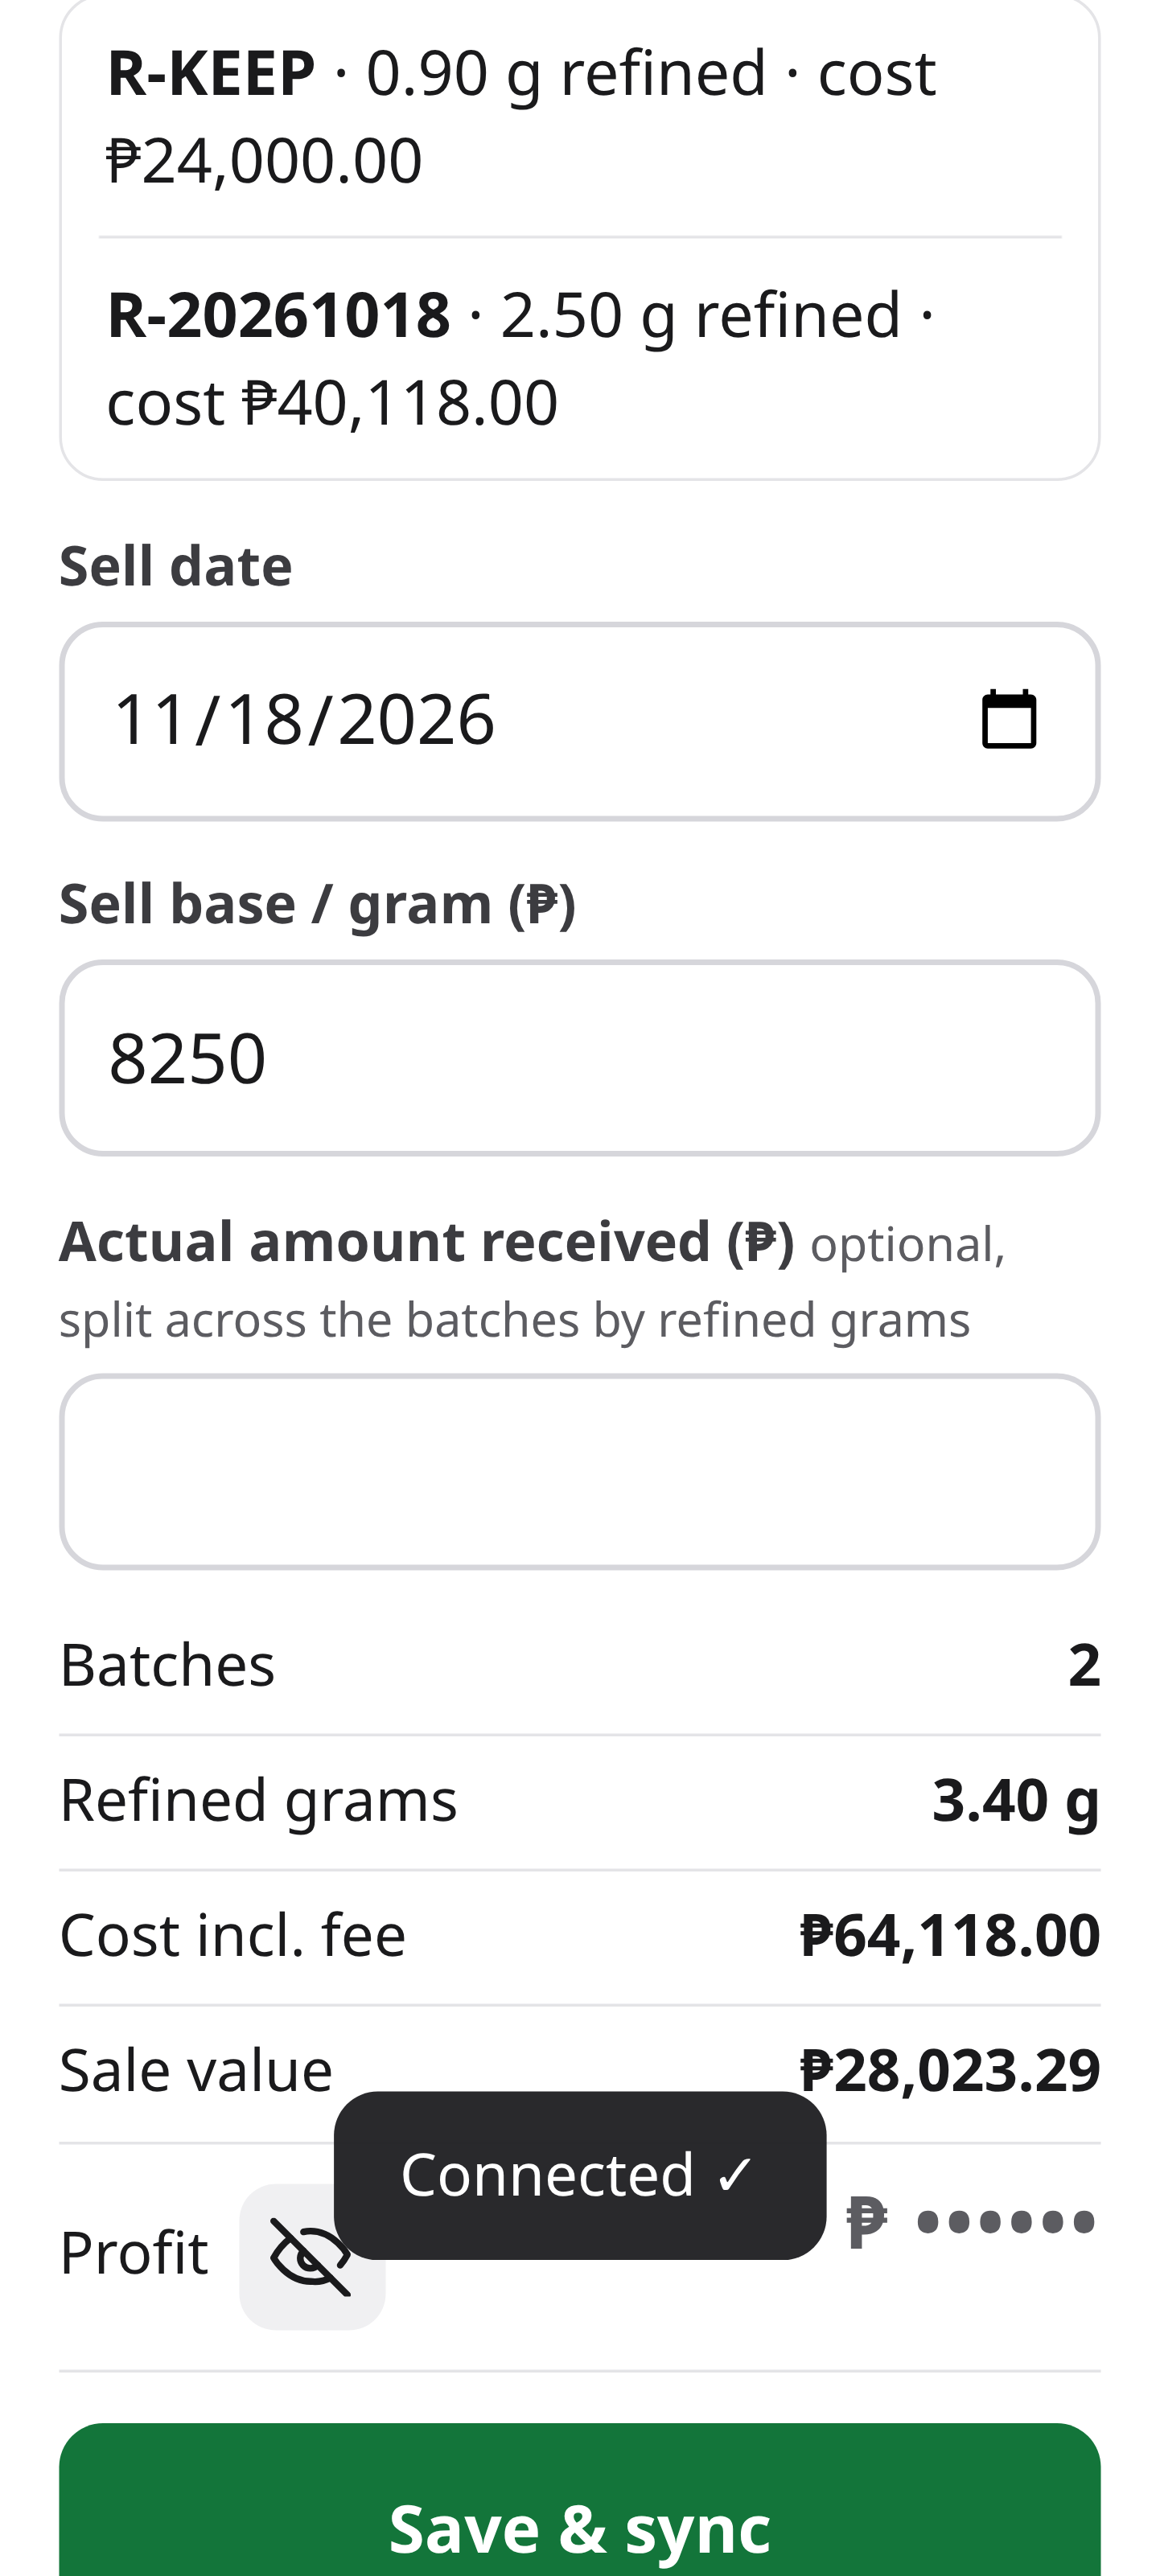 R-KEEP · 0.90 g refined · cost
₱24,000.00
R-20261018 · 2.50 g refined ·
cost ₱40,118.00
Sell date
11/18/2026
Sell base / gram (₱)
8250
Actual amount received (₱) optional,
split across the batches by refined grams
Batches 2
Refined grams 3.40 g
Cost incl. fee ₱64,118.00
Sale value ₱28,023.29
Connected ✓
Profit ₱ ••••••
Save & sync